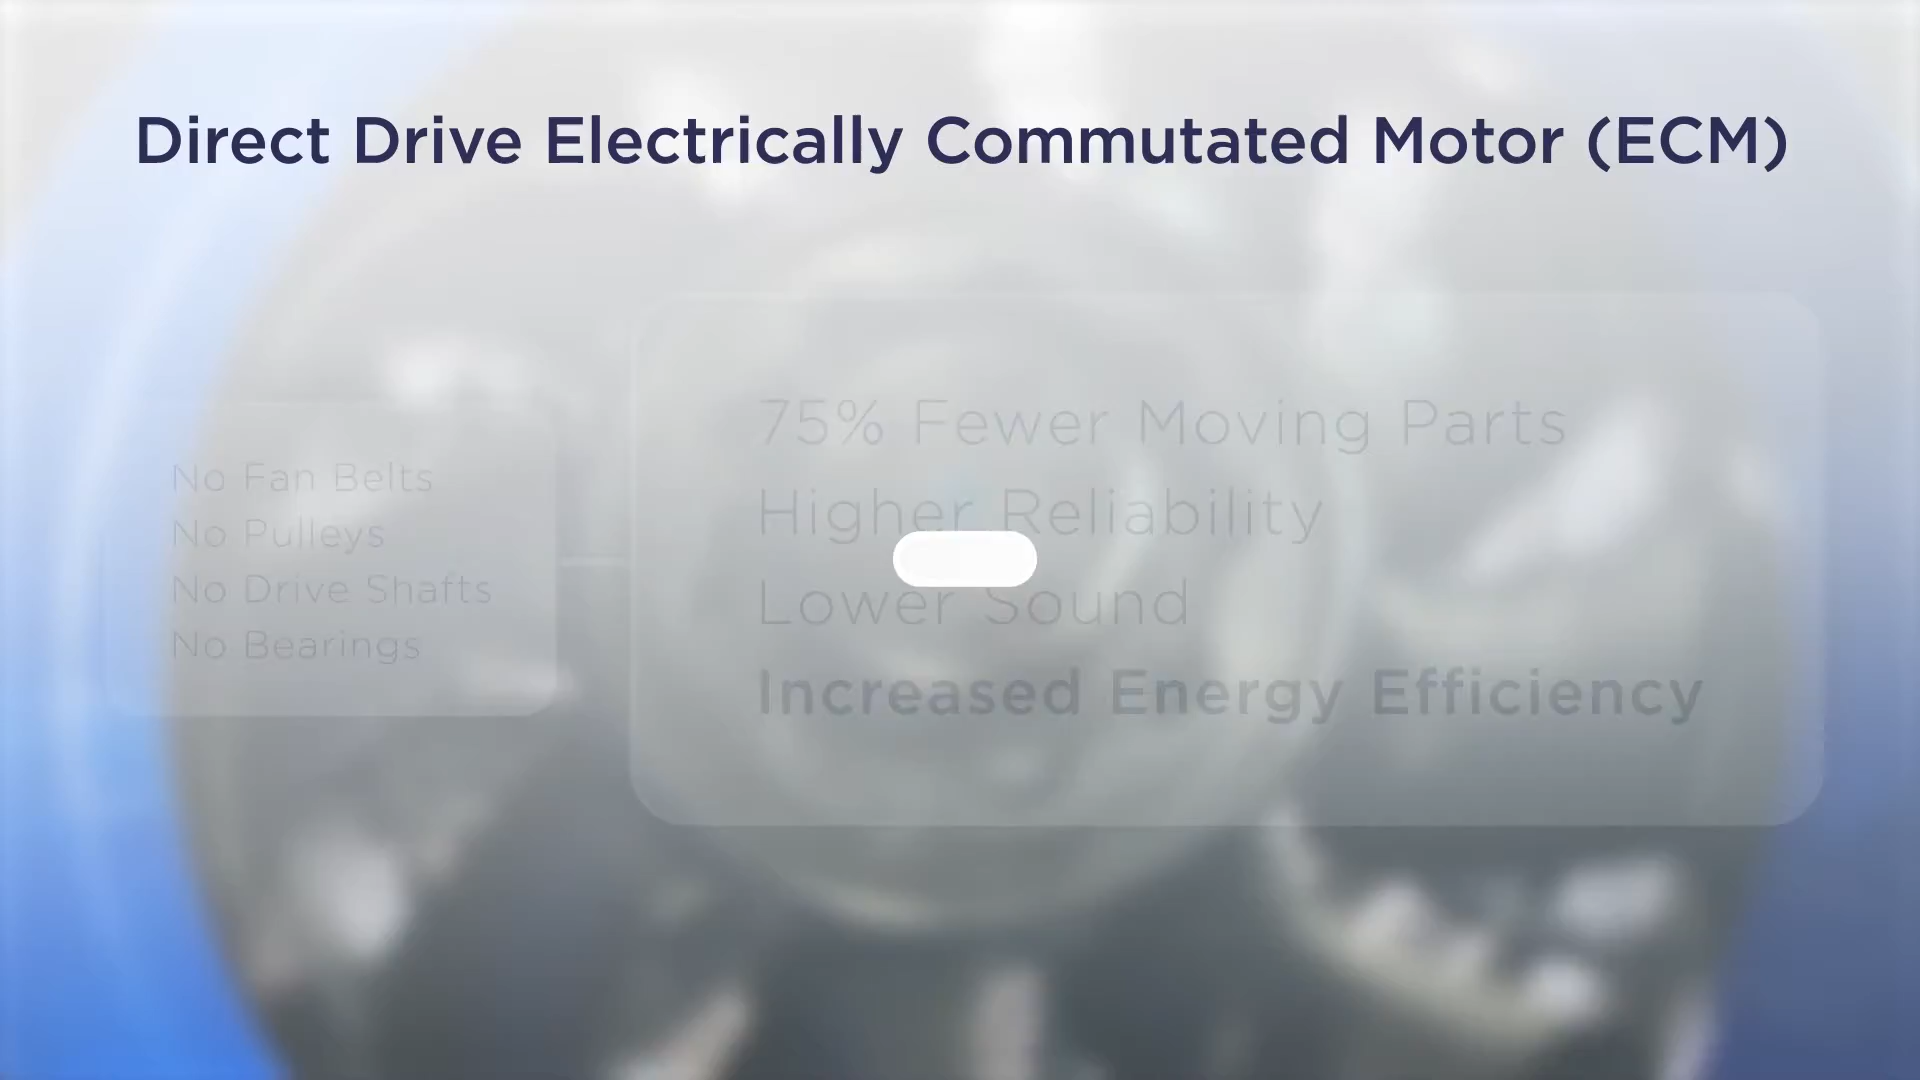 Direct Drive Electrically Commutated Motor (ECM)
No Fan Belts
No Pulleys
No Drive Shafts
No Bearings
75% Fewer Moving Parts
Higher Reliability
Lower Sound
Increased Energy Efficiency